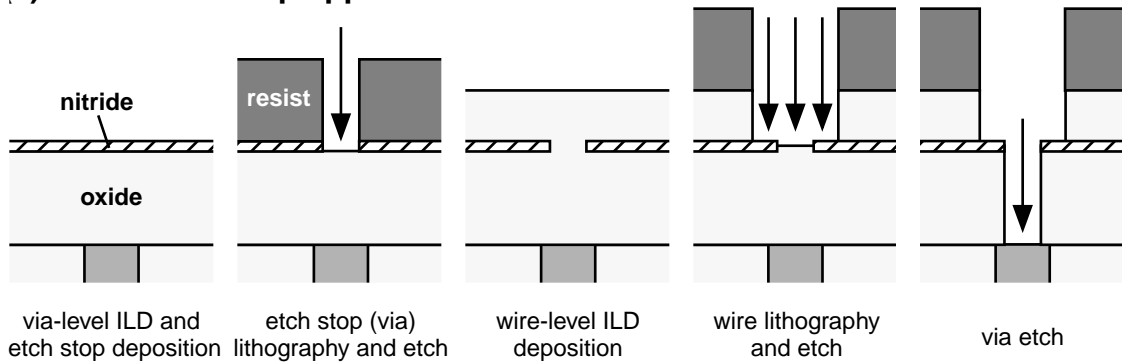 nitride
resist
oxide
via-level ILD and
etch stop deposition
etch stop (via)
lithography and etch
wire-level ILD
deposition
wire lithography
and etch
via etch